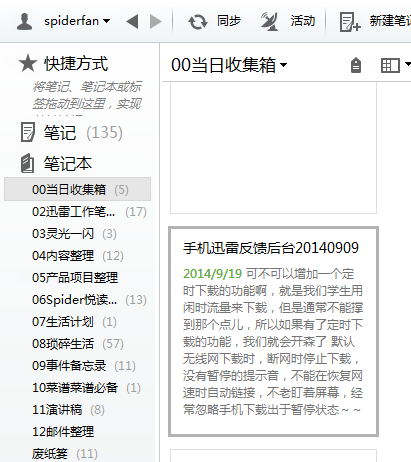 spiderfan
同步
活动
新建笔记
快捷方式
将笔记、笔记本或标
签拖动到这里，实现
笔记 (135)
笔记本
00当日收集箱 (5)
02迅雷工作笔... (17)
03灵光一闪 (3)
04内容整理 (12)
05产品项目整理
06Spider悦读... (13)
07生活计划 (1)
08琐碎生活 (57)
09事件备忘录 (11)
10菜谱菜谱必备 (1)
11演讲稿 (8)
12邮件整理
废纸篓 (11)
00当日收集箱
手机迅雷反馈后台20140909
2014/9/19 可不可以增加一个定
时下载的功能啊，就是我们学生用
闲时流量来下载，但是通常不能撑
到那个点儿，所以如果有了定时下
载的功能，我们就会开森了 默认
无线网下载时，断网时停止下载，
没有暂停的提示音，不能在恢复网
速时自动链接，不老盯着屏幕，经
常忽略手机下载出于暂停状态～～